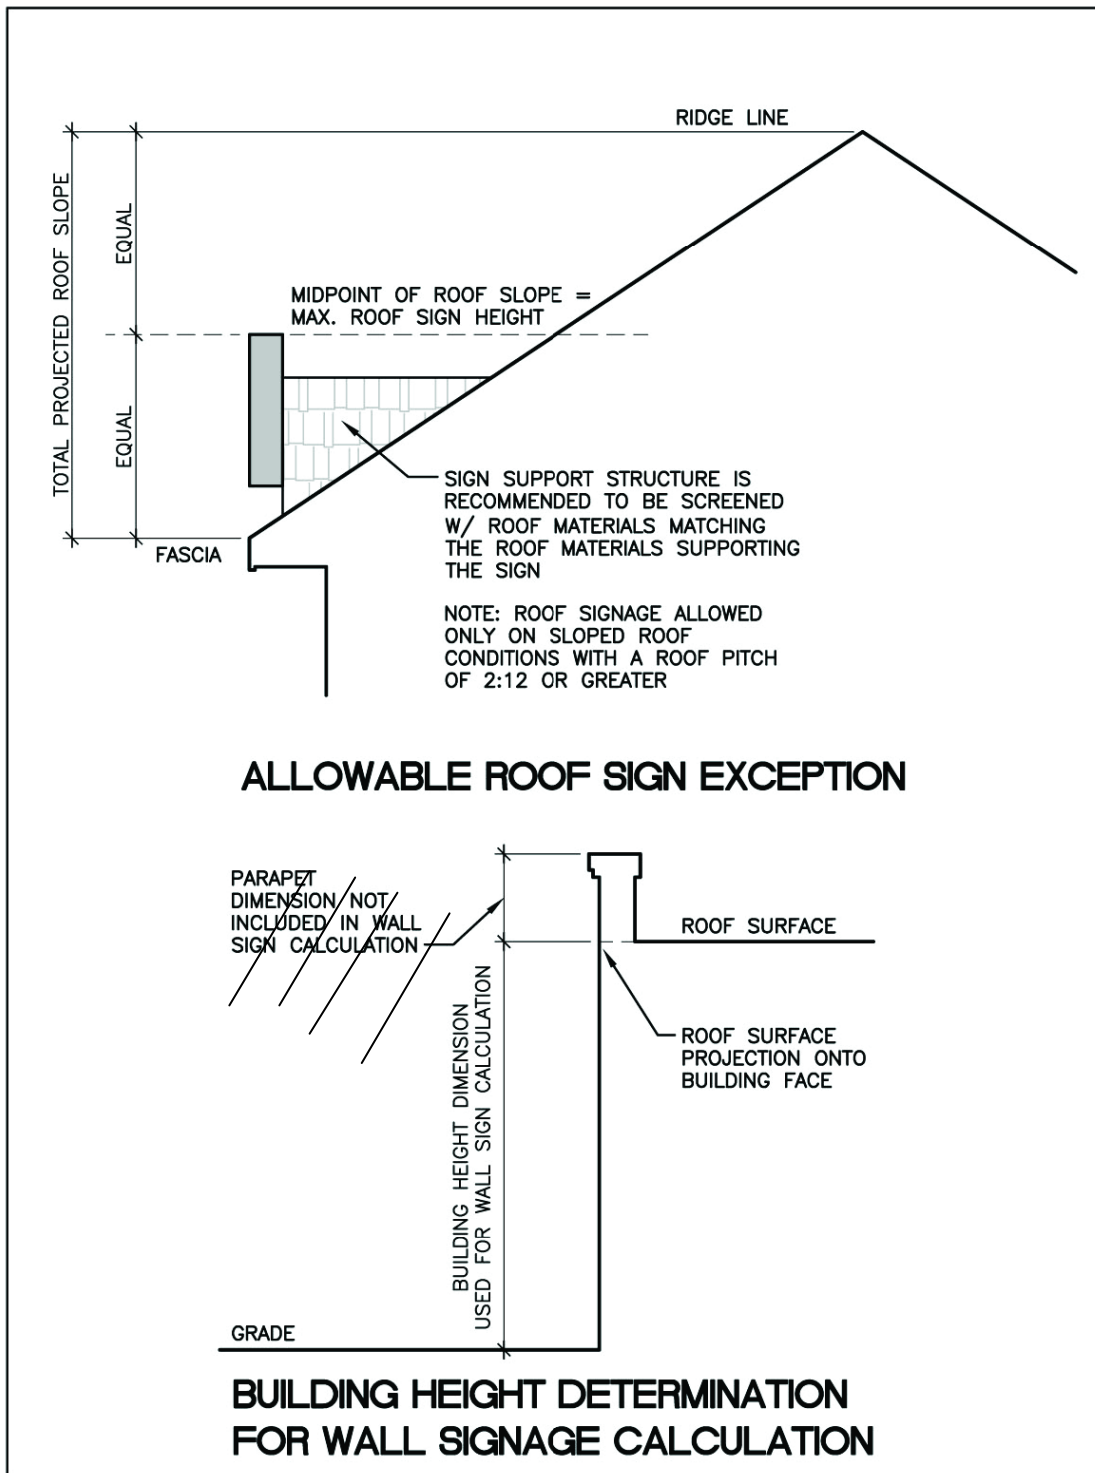 RIDGE LINE
TOTAL PROJECTED ROOF SLOPE
EQUAL
EQUAL
MIDPOINT OF ROOF SLOPE =
MAX. ROOF SIGN HEIGHT
SIGN SUPPORT STRUCTURE IS
RECOMMENDED TO BE SCREENED
W/ ROOF MATERIALS MATCHING
THE ROOF MATERIALS SUPPORTING
THE SIGN
FASCIA
NOTE: ROOF SIGNAGE ALLOWED
ONLY ON SLOPED ROOF
CONDITIONS WITH A ROOF PITCH
OF 2:12 OR GREATER
ALLOWABLE ROOF SIGN EXCEPTION
PARAPET
DIMENSION NOT
INCLUDED IN WALL
SIGN CALCULATION
ROOF SURFACE
BUILDING HEIGHT DIMENSION
USED FOR WALL SIGN CALCULATION
ROOF SURFACE
PROJECTION ONTO
BUILDING FACE
GRADE
BUILDING HEIGHT DETERMINATION
FOR WALL SIGNAGE CALCULATION